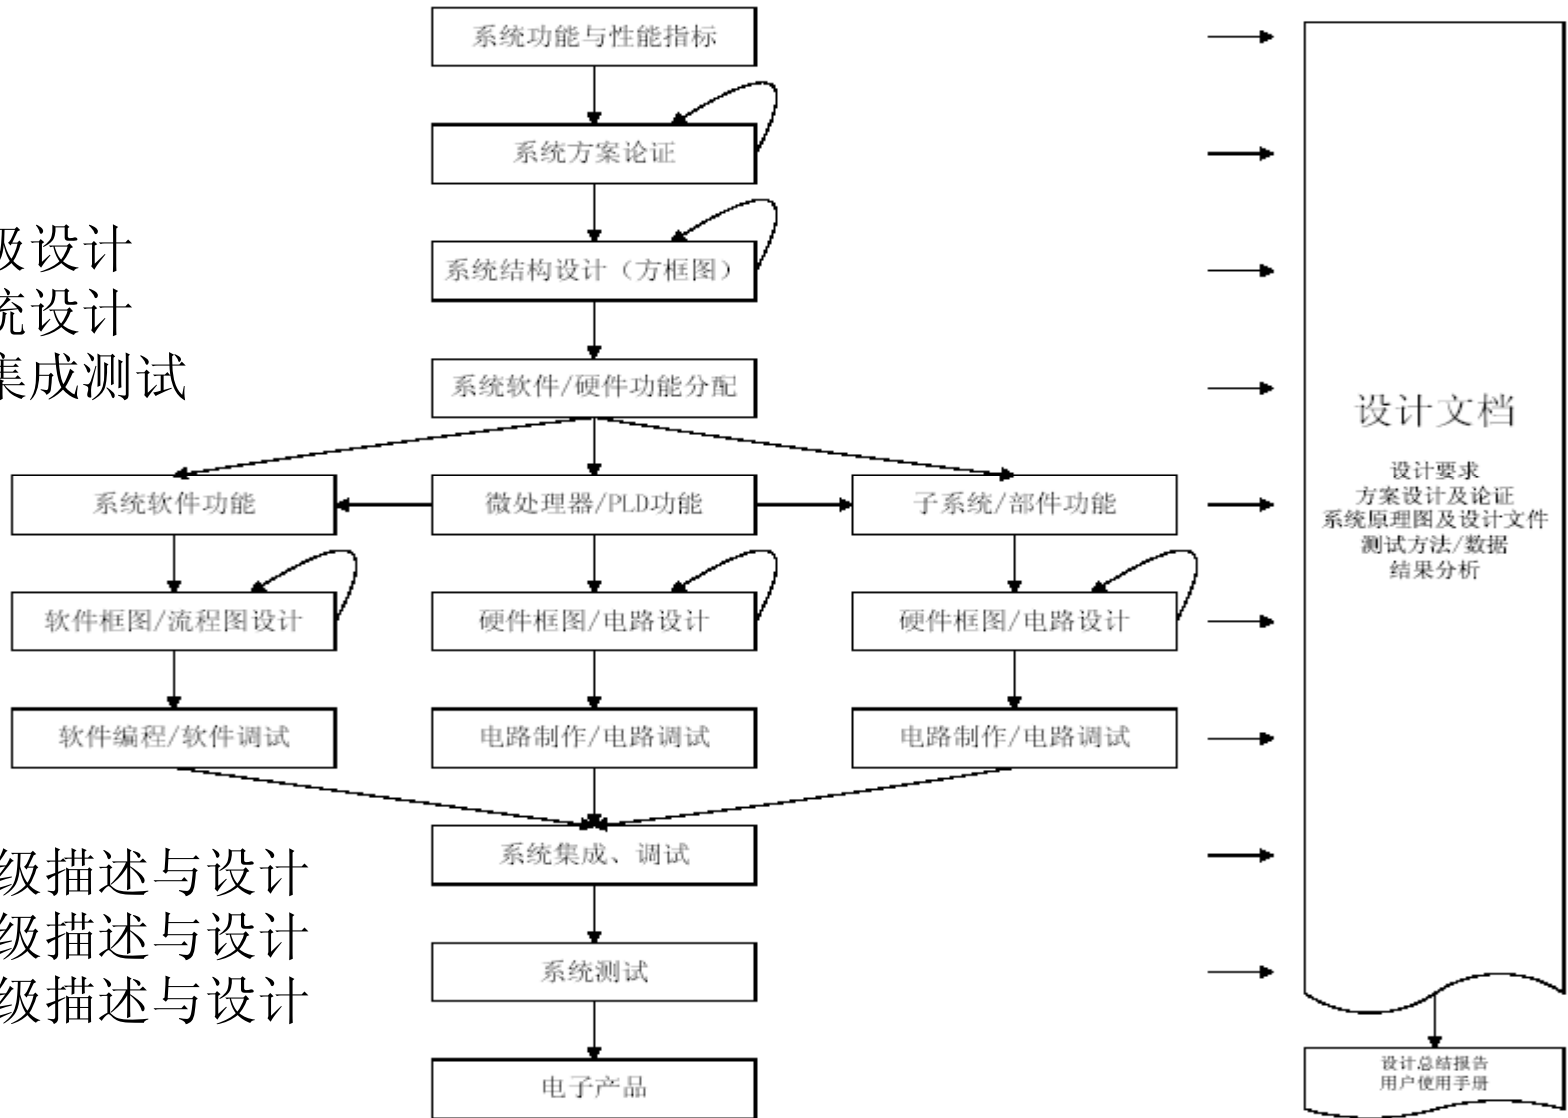 系统功能与性能指标
系统方案论证
级设计
统设计
集成测试
系统结构设计（方框图）
系统软件/硬件功能分配
系统软件功能
微处理器/PLD功能
子系统/部件功能
软件框图/流程图设计
硬件框图/电路设计
硬件框图/电路设计
软件编程/软件调试
电路制作/电路调试
电路制作/电路调试
级描述与设计
级描述与设计
级描述与设计
系统集成、调试
系统测试
电子产品
设计文档
设计要求
方案设计及论证
系统原理图及设计文件
测试方法/数据
结果分析
设计总结报告
用户使用手册